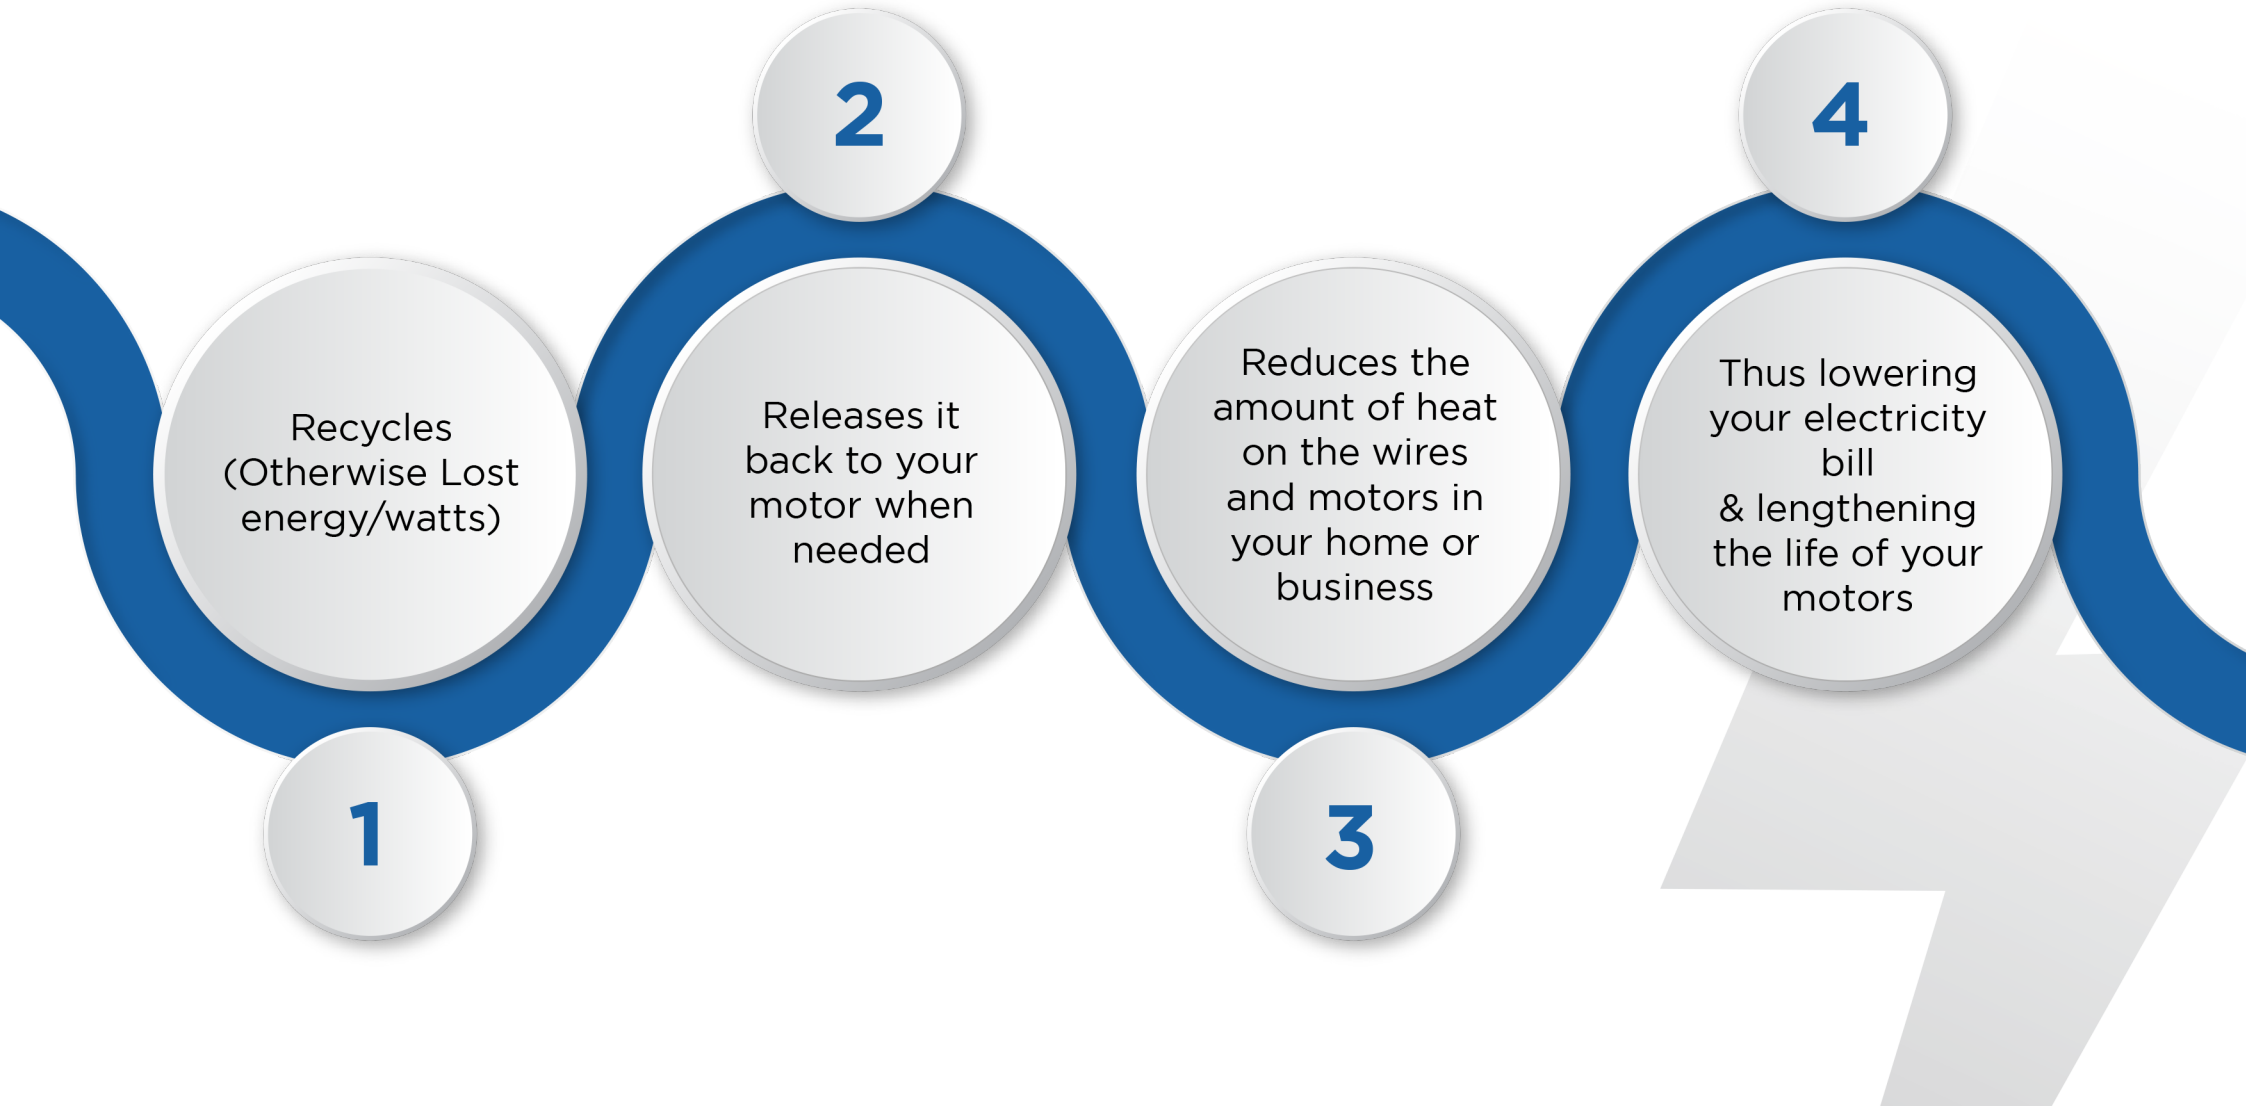 1
Recycles
(Otherwise Lost
energy/watts)
2
Releases it
back to your
motor when
needed
3
Reduces the
amount of heat
on the wires
and motors in
your home or
business
4
Thus lowering
your electricity
bill
& lengthening
the life of your
motors